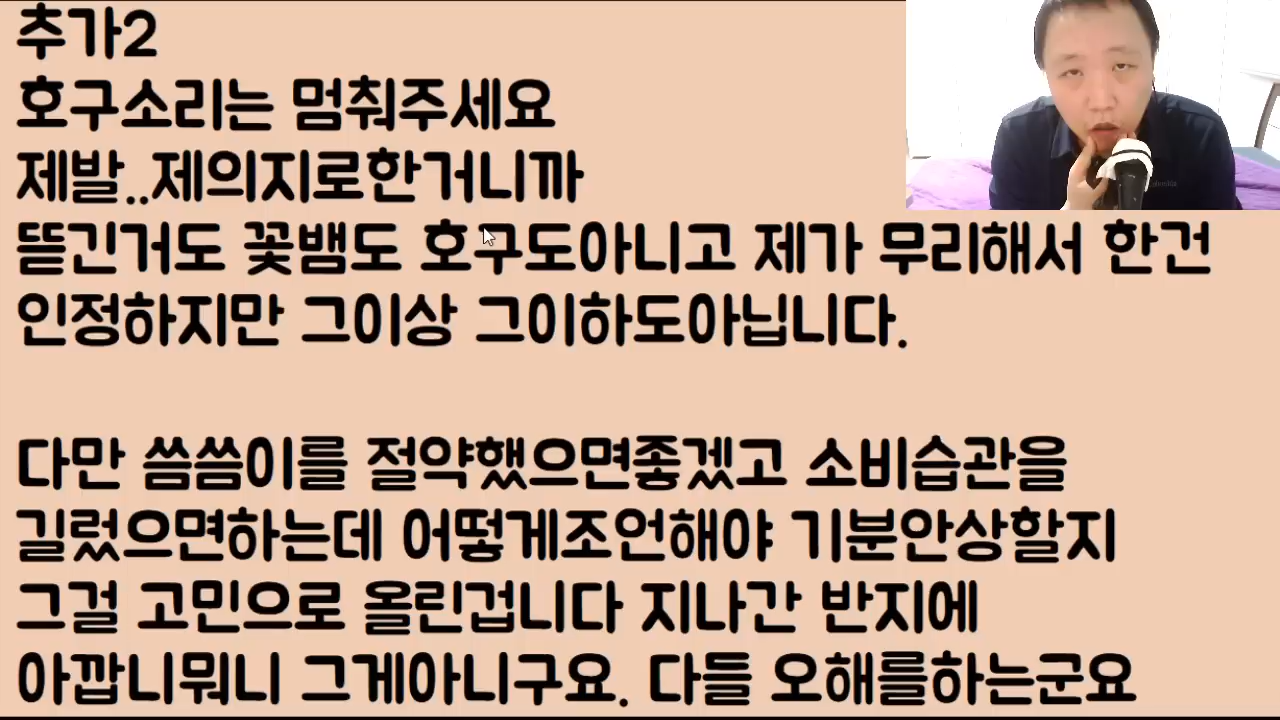 추가2
호구소리는 멈춰주세요
제발..제의지로한거니까
뜯긴거도 꽃뱀도 호구도아니고 제가 무리해서 한건
인정하지만 그이상 그이하도아닙니다.
다만 씀씀이를 절약했으면좋겠고 소비습관을
길렀으면하는데 어떻게조언해야 기분안상할지
그걸 고민으로 올린겁니다 지나간 반지에
아깝니뭐니 그게아니구요. 다들 오해를하는군요